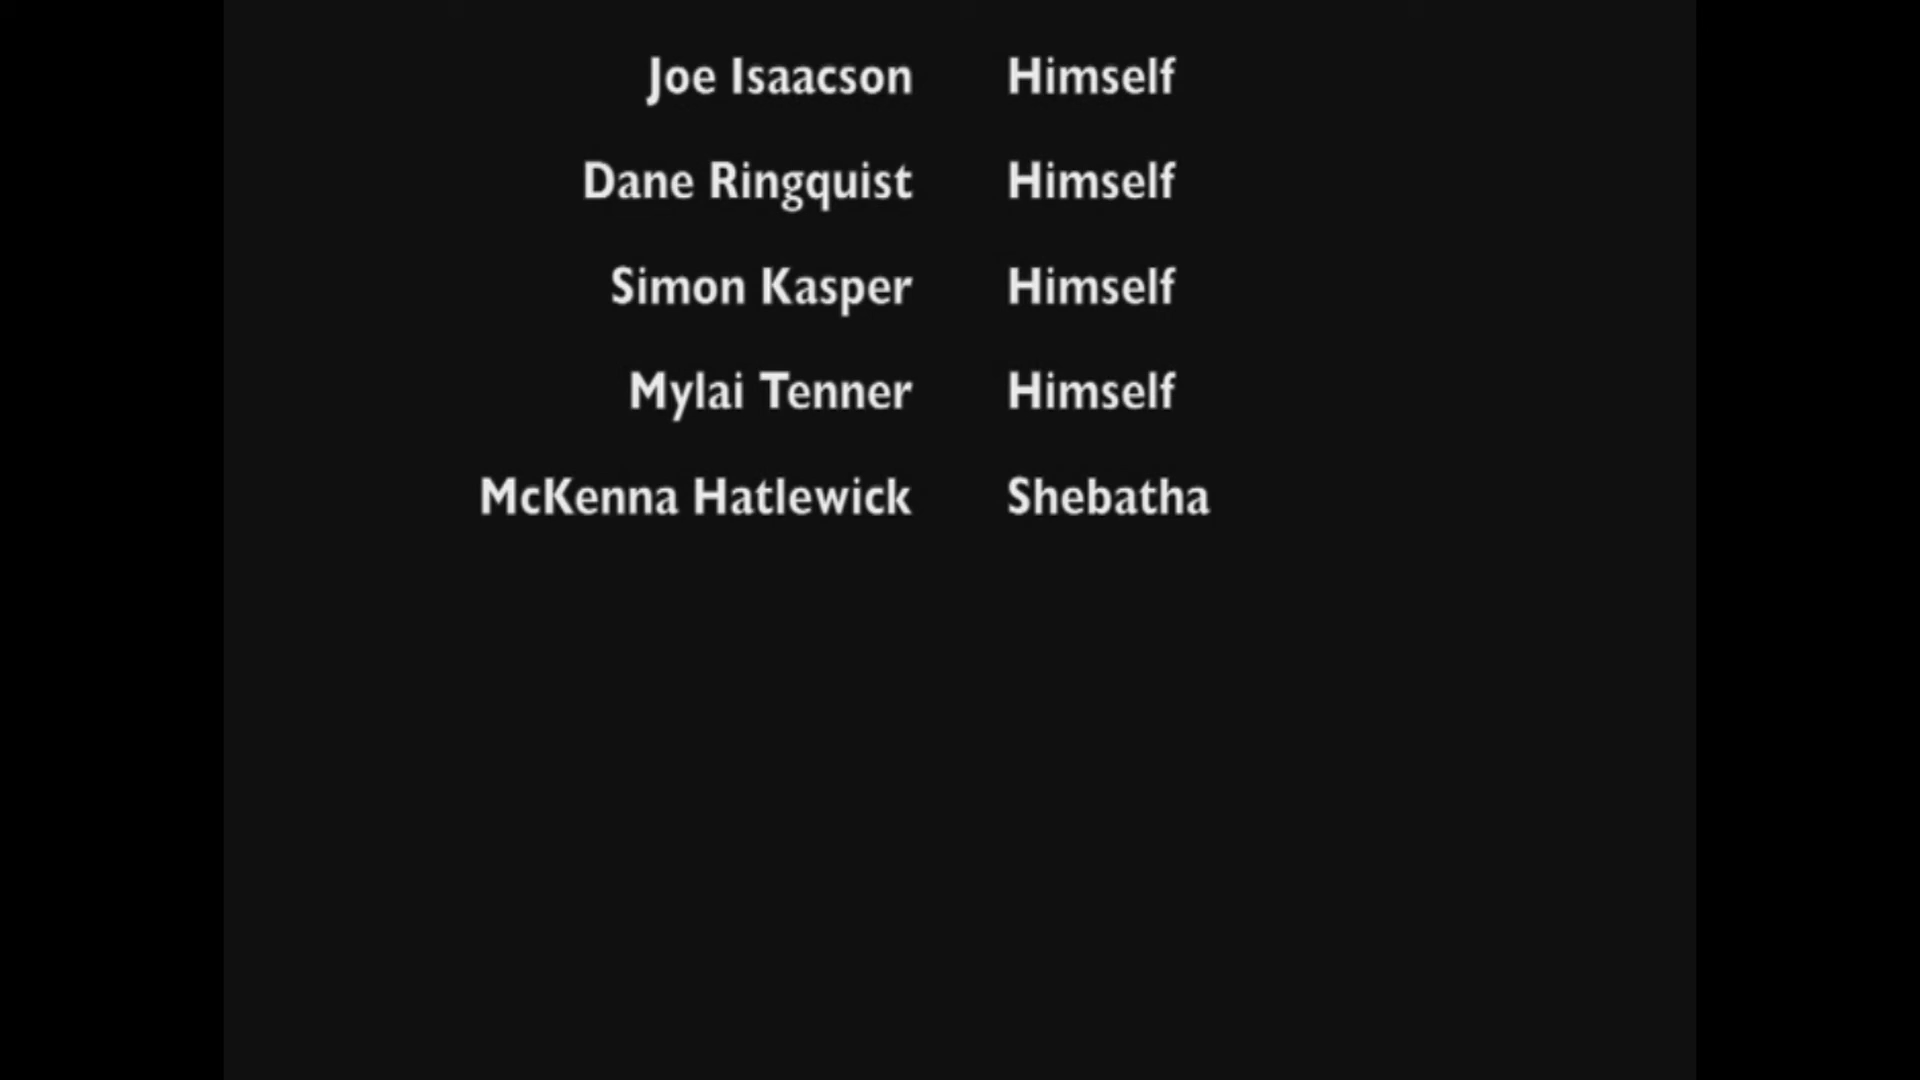 Joe Isaacson Himself
Dane Ringquist Himself
Simon Kasper Himself
Mylai Tenner Himself
McKenna Hatlewick Shebatha